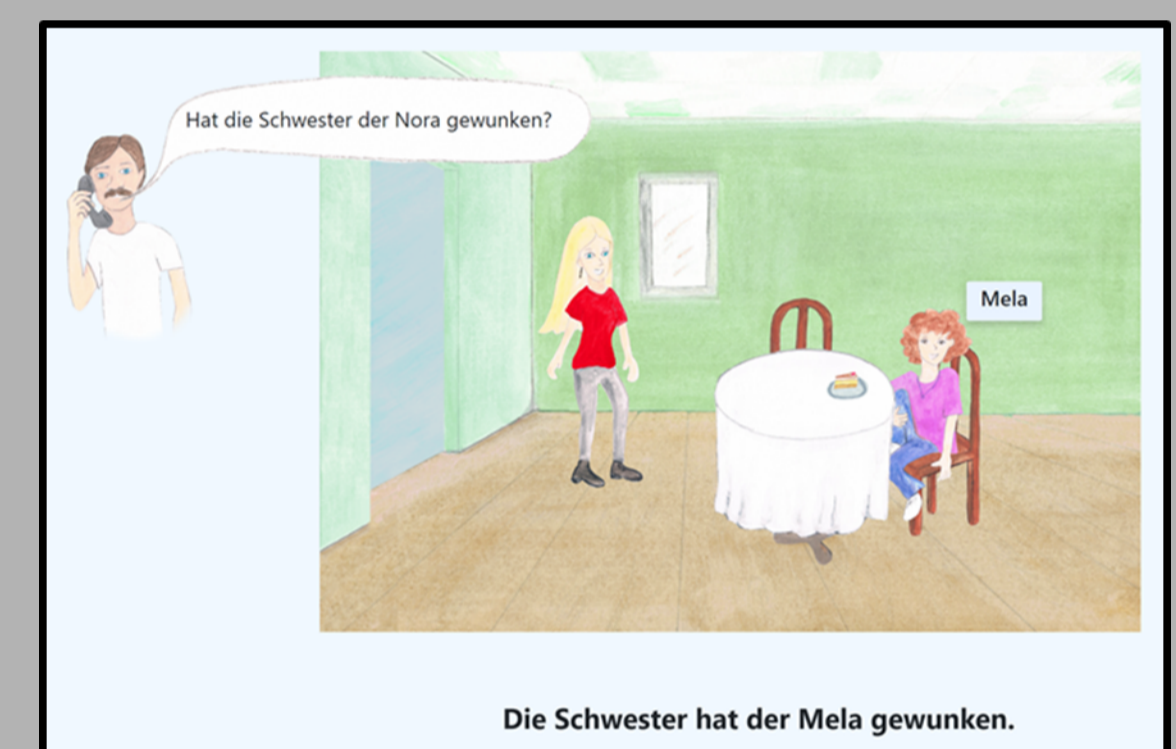 Hat die Schwester der Nora gewunken?
Mela
Die Schwester hat der Mela gewunken.